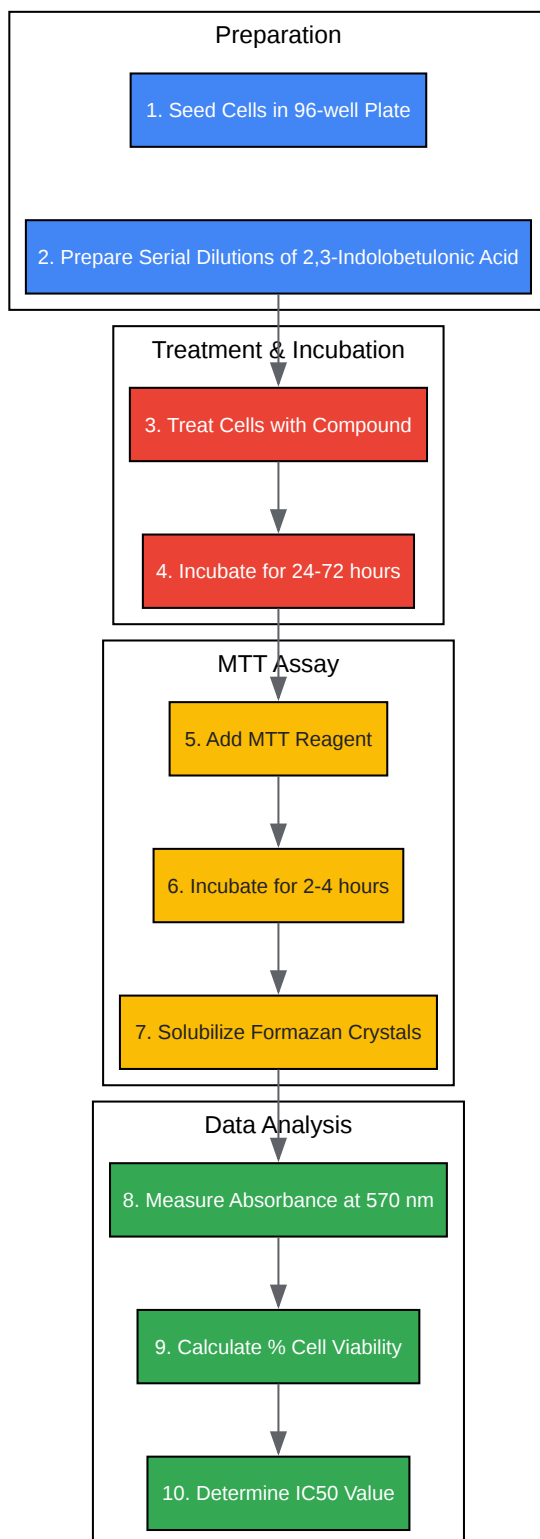 Preparation
1. Seed Cells in 96-well Plate
2. Prepare Serial Dilutions of 2,3-Indolobetulonic Acid
Treatment & Incubation
3. Treat Cells with Compound
4. Incubate for 24-72 hours
MTT Assay
5. Add MTT Reagent
6. Incubate for 2-4 hours
7. Solubilize Formazan Crystals
Data Analysis
8. Measure Absorbance at 570 nm
9. Calculate % Cell Viability
10. Determine IC50 Value